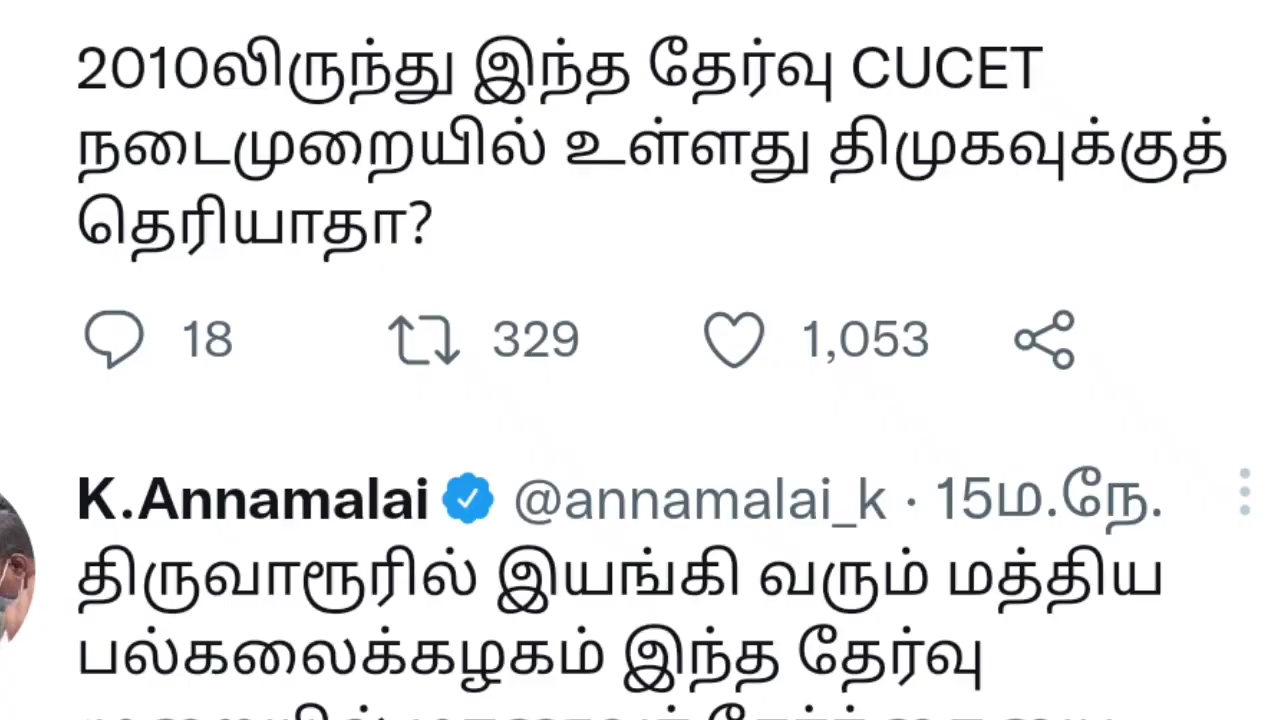 2010லிருந்து இந்த தேர்வு CUCET
நடைமுறையில் உள்ளது திமுகவுக்குத்
தெரியாதா?
18 329 1,053
K.Annamalai @annamalai_k · 15ம.நே.
திருவாரூரில் இயங்கி வரும் மத்திய
பல்கலைக்கழகம் இந்த தேர்வு